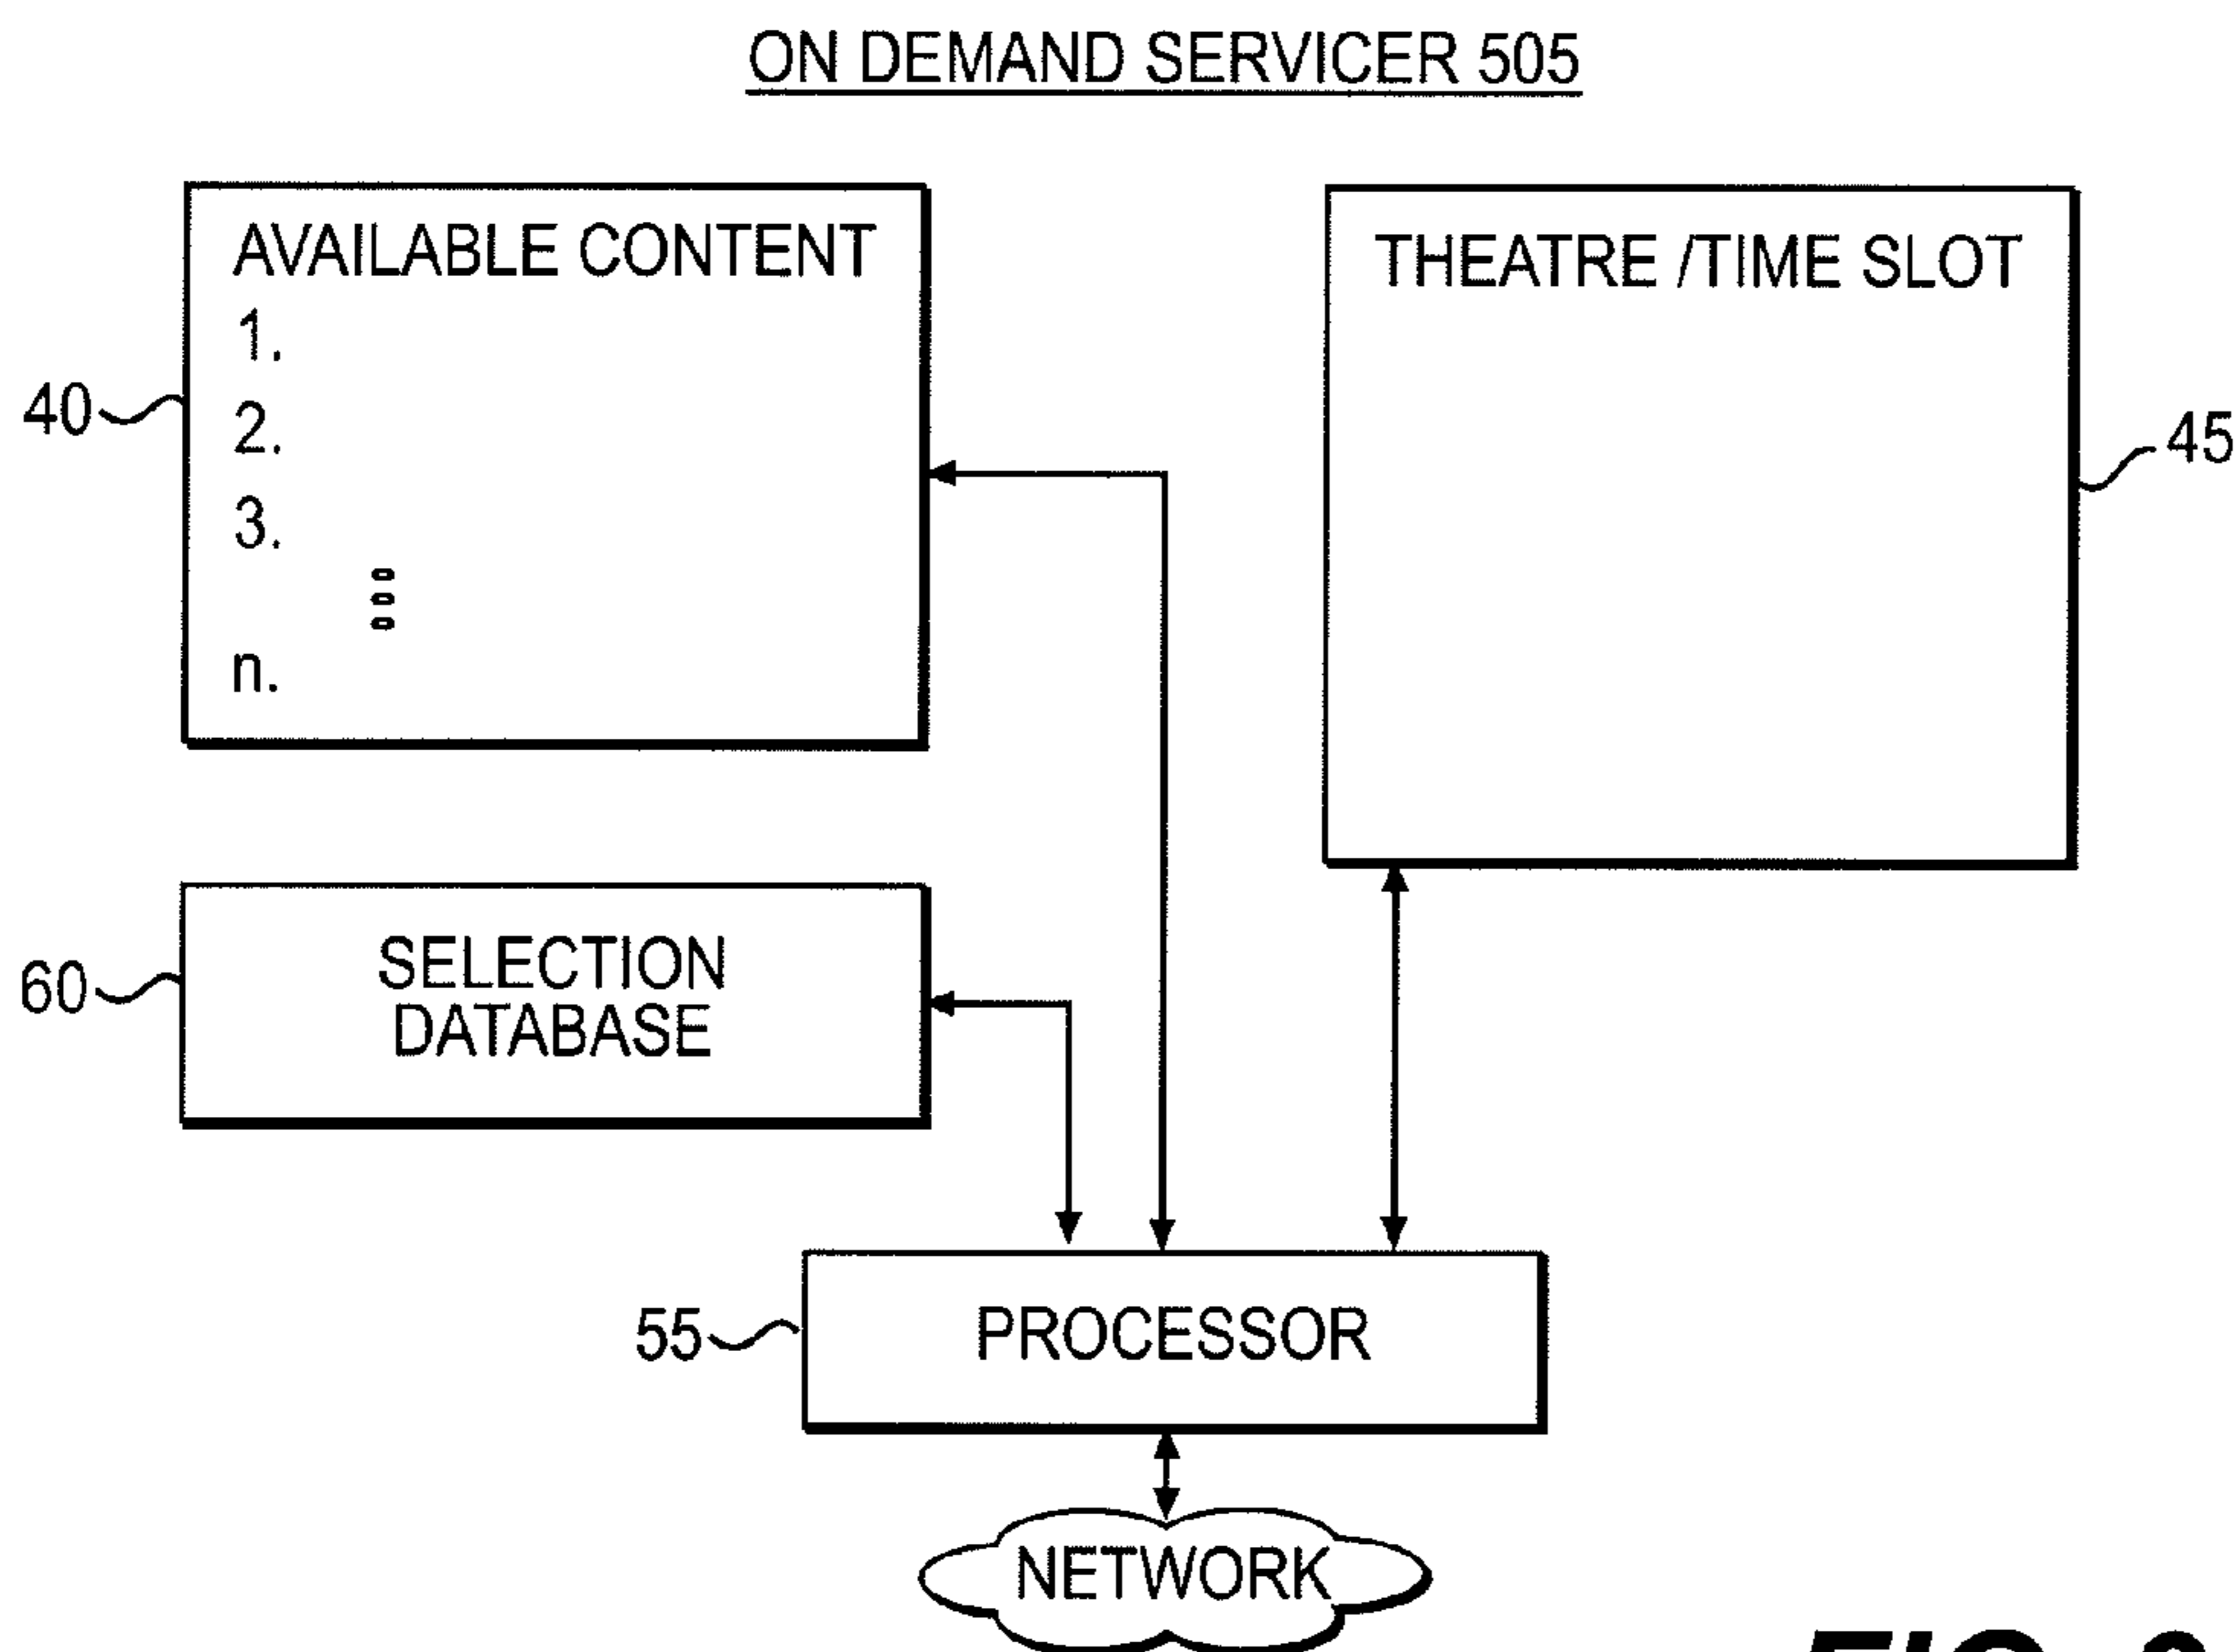 ON DEMAND SERVICER 505
AVAILABLE CONTENT
1.
2.
3.
n.
40
THEATRE /TIME SLOT
45
SELECTION
DATABASE
60
55
PROCESSOR
NETWORK